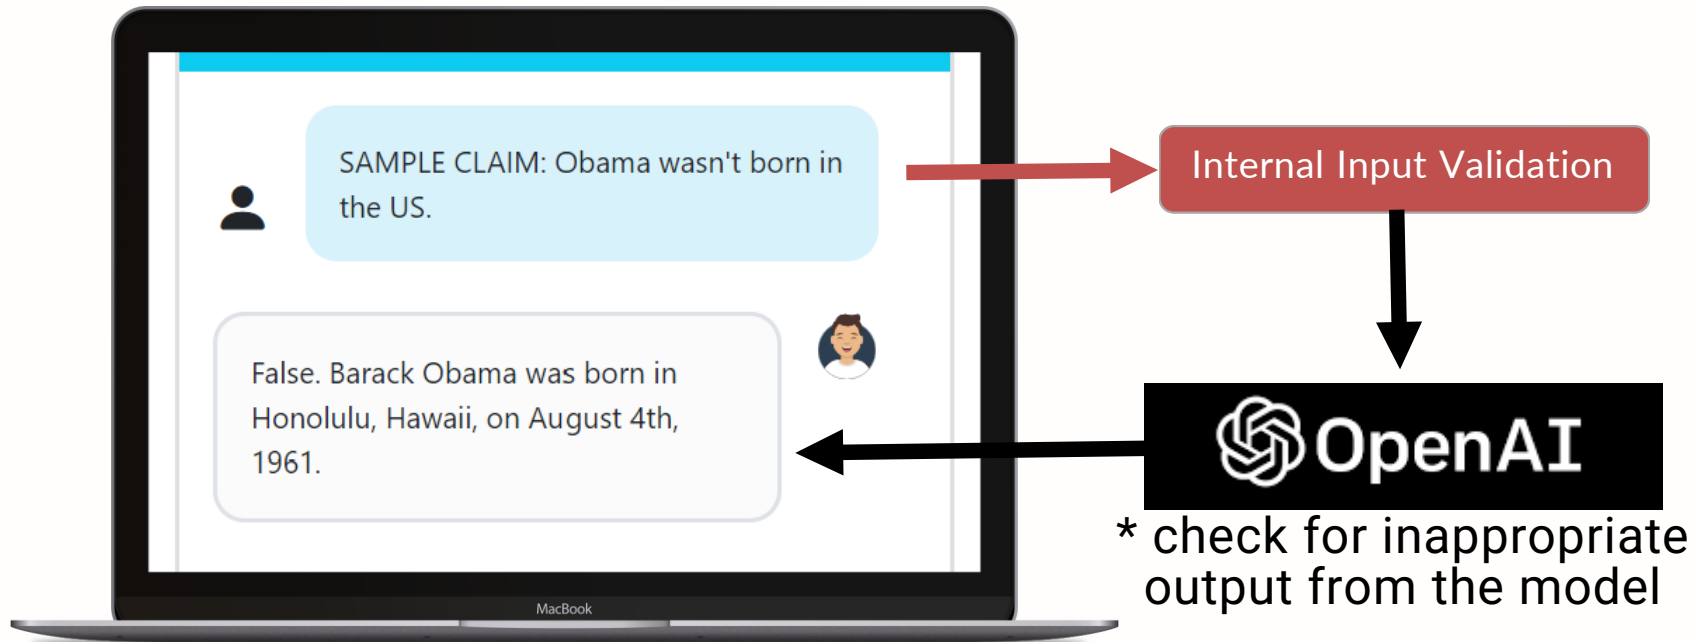 SAMPLE CLAIM: Obama wasn't born in
the US.
Internal Input Validation
False. Barack Obama was born in
Honolulu, Hawaii, on August 4th,
1961.
OpenAI
* check for inappropriate
output from the model
MacBook